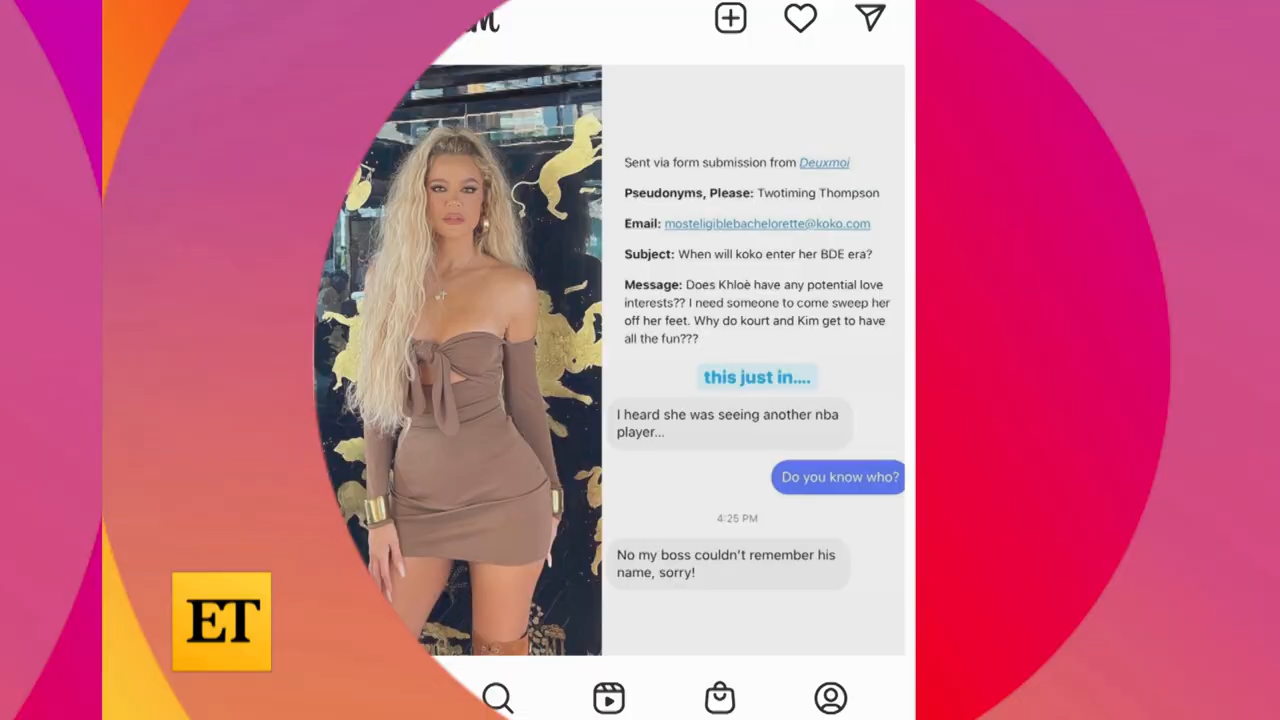 Sent via form submission from Deuxmoi
Pseudonyms, Please: Twotiming Thompson
Email: mosteligiblebachelorette@koko.com
Subject: When will koko enter her BDE era?
Message: Does Khloè have any potential love
interests?? I need someone to come sweep her
off her feet. Why do kourt and Kim get to have
all the fun???
this just in....
I heard she was seeing another nba
player...
Do you know who?
4:25 PM
No my boss couldn't remember his
name, sorry!
ET